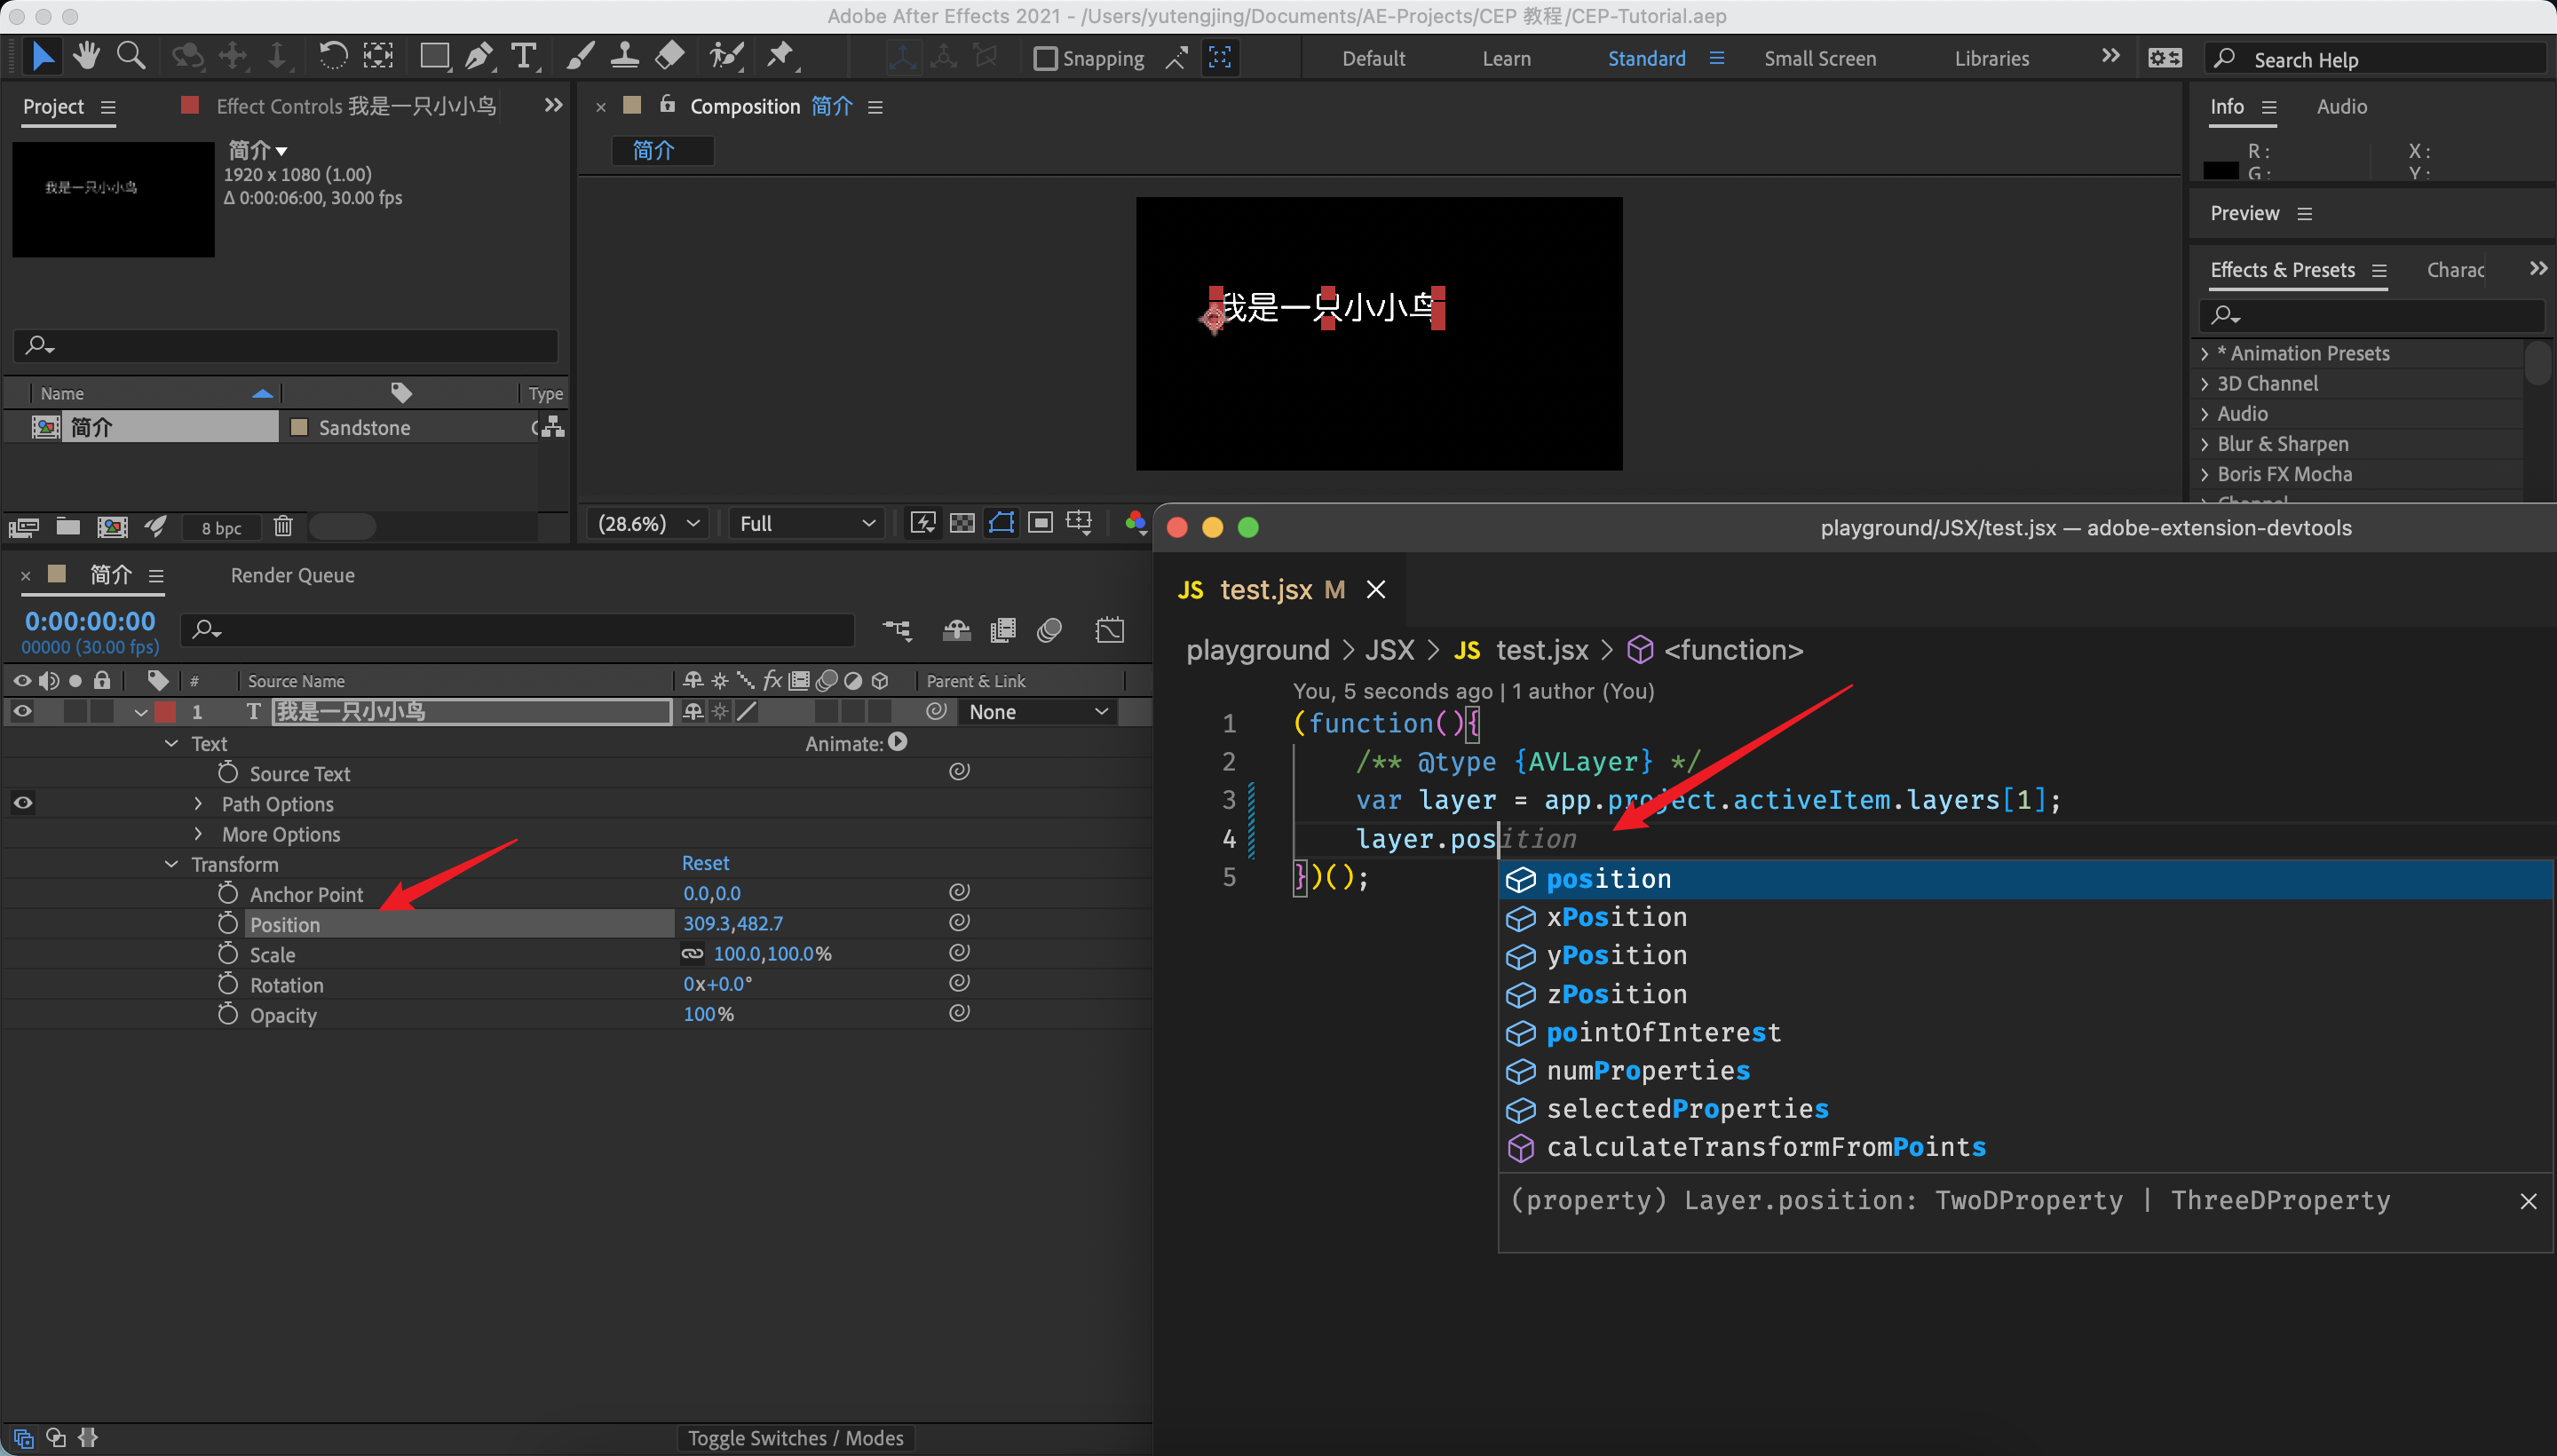 Adobe After Effects 2021 - /Users/yutengjing/Documents/AE-Projects/CEP 教程/CEP-Tutorial.aep
Snapping
Default
Learn
Standard
Small Screen
Libraries
Search Help
Project
Effect Controls 我是一只小小鸟
简介
1920 x 1080 (1.00)
Δ 0:00:06:00, 30.00 fps
我是一只小小鸟
Name
Type
简介
Sandstone
8 bpc
Composition 简介
简介
我是一只小小鸟
(28.6%)
Full
Info
Audio
R :
X :
G :
Y :
Preview
Effects & Presets
Charac
* Animation Presets
3D Channel
Audio
Blur & Sharpen
Boris FX Mocha
Channel
简介
Render Queue
0:00:00:00
00000 (30.00 fps)
#
Source Name
fx
Parent & Link
1
T
我是一只小小鸟
None
Text
Animate:
Source Text
Path Options
More Options
Transform
Reset
Anchor Point
0.0,0.0
Position
309.3,482.7
Scale
100.0,100.0%
Rotation
0x+0.0°
Opacity
100%
Toggle Switches / Modes
playground/JSX/test.jsx — adobe-extension-devtools
JS test.jsx M
playground > JSX > JS test.jsx > <function>
You, 5 seconds ago | 1 author (You)
1 (function(){
2 /** @type {AVLayer} */
3 var layer = app.project.activeItem.layers[1];
4 layer.position
5 })();
position
xPosition
yPosition
zPosition
pointOfInterest
numProperties
selectedProperties
calculateTransformFromPoints
(property) Layer.position: TwoDProperty | ThreeDProperty